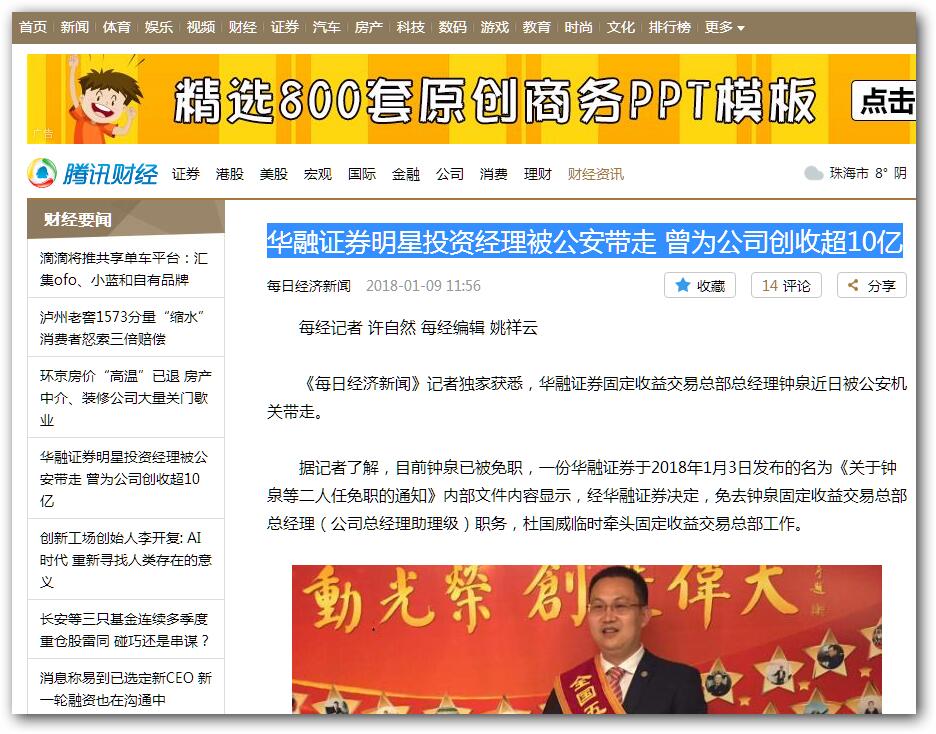 首页 新闻 体育 娱乐 视频 财经 证券 汽车 房产 科技 数码 游戏 教育 时尚 文化 排行榜 更多
精选800套原创商务PPT模板 点击
广告
腾讯财经 证券 港股 美股 宏观 国际 金融 公司 消费 理财 财经资讯 珠海市 8° 阴
财经要闻
滴滴将推共享单车平台：汇
集ofo、小蓝和自有品牌
泸州老窖1573分量“缩水”
消费者怒索三倍赔偿
环京房价“高温”已退 房产
中介、装修公司大量关门歇
业
华融证券明星投资经理被公
安带走 曾为公司创收超10
亿
创新工场创始人李开复: AI
时代 重新寻找人类存在的意
义
长安等三只基金连续多季度
重仓股雷同 碰巧还是串谋？
消息称易到已选定新CEO 新
一轮融资也在沟通中
华融证券明星投资经理被公安带走 曾为公司创收超10亿
每日经济新闻 2018-01-09 11:56 收藏 14 评论 分享
每经记者 许自然 每经编辑 姚祥云
《每日经济新闻》记者独家获悉，华融证券固定收益交易总部总经理钟泉近日被公安机
关带走。
据记者了解，目前钟泉已被免职，一份华融证券于2018年1月3日发布的名为《关于钟
泉等二人任免职的通知》内部文件内容显示，经华融证券决定，免去钟泉固定收益交易总部
总经理（公司总经理助理级）职务，杜国威临时牵头固定收益交易总部工作。
動光榮 創 偉大
全国五